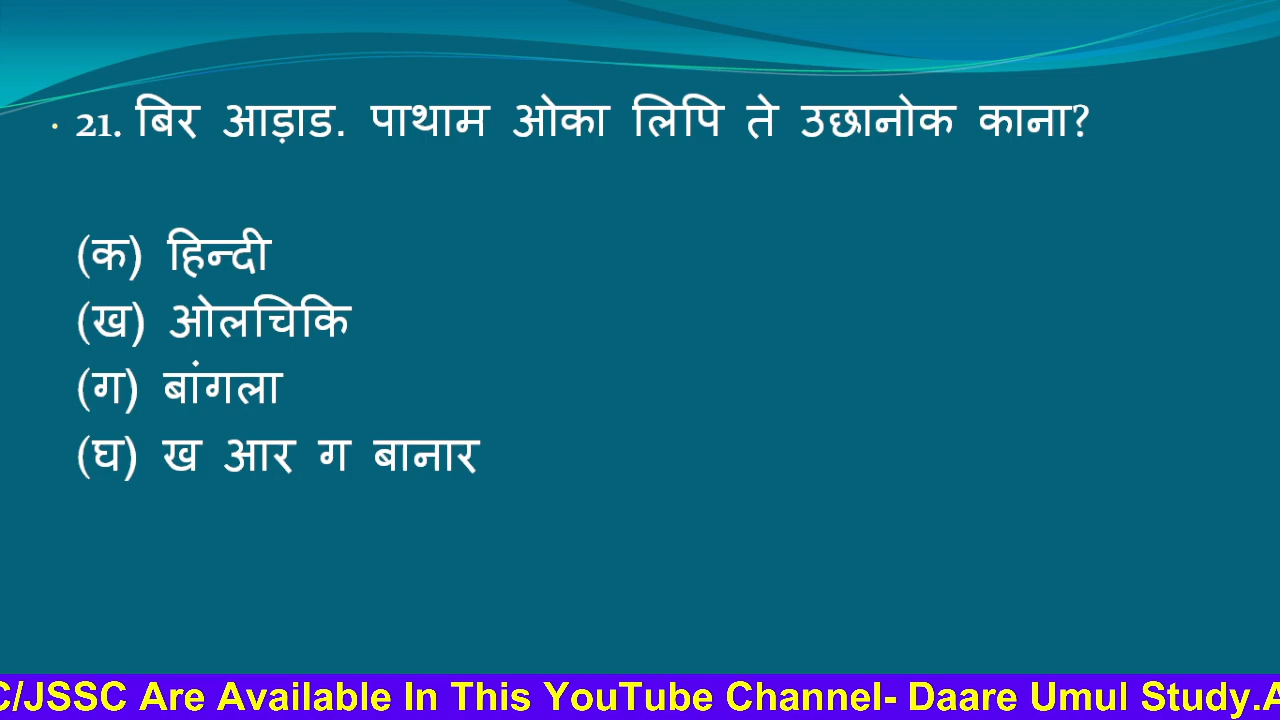 • 21. बिर आड़ाड. पाथाम ओका लिपि ते उछानोक काना?
(क) हिन्दी
(ख) ओलचिकि
(ग) बांगला
(घ) ख आर ग बानार
C/JSSC Are Available In This YouTube Channel- Daare Umul Study.A